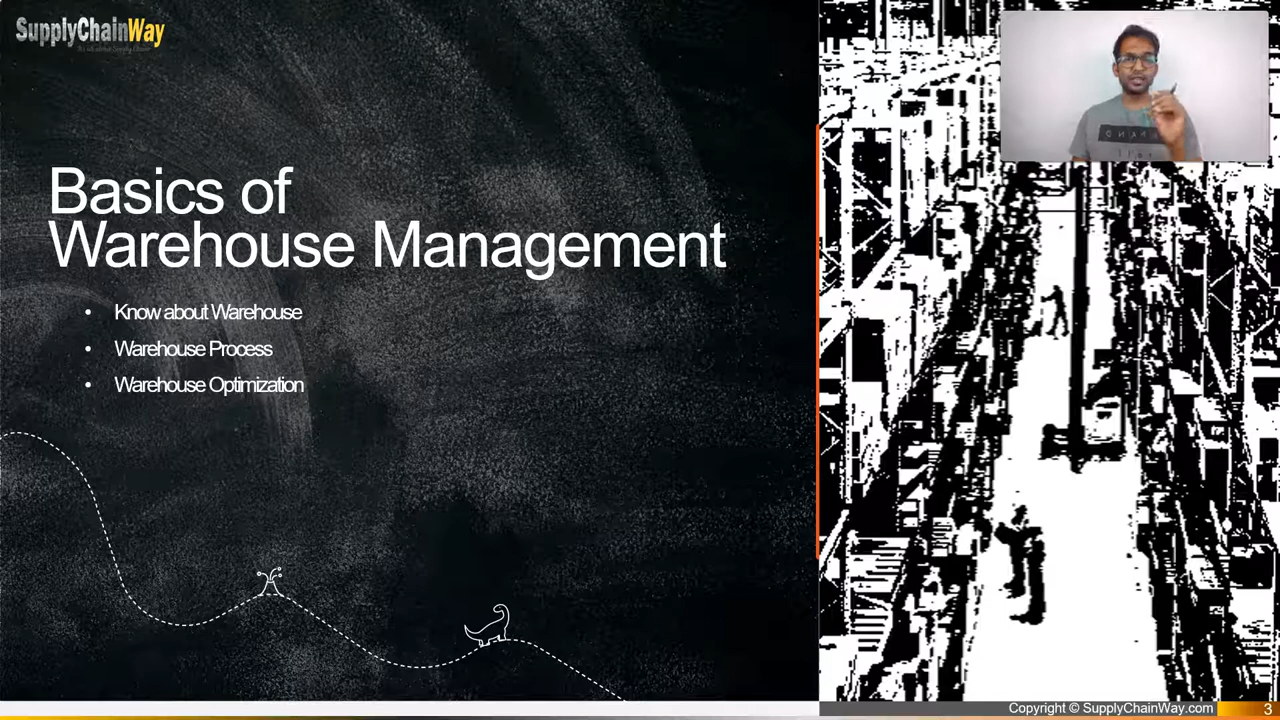 SupplyChainWay
Basics of
Warehouse Management
• Know about Warehouse
• Warehouse Process
• Warehouse Optimization
Copyright © SupplyChainWay.com
3